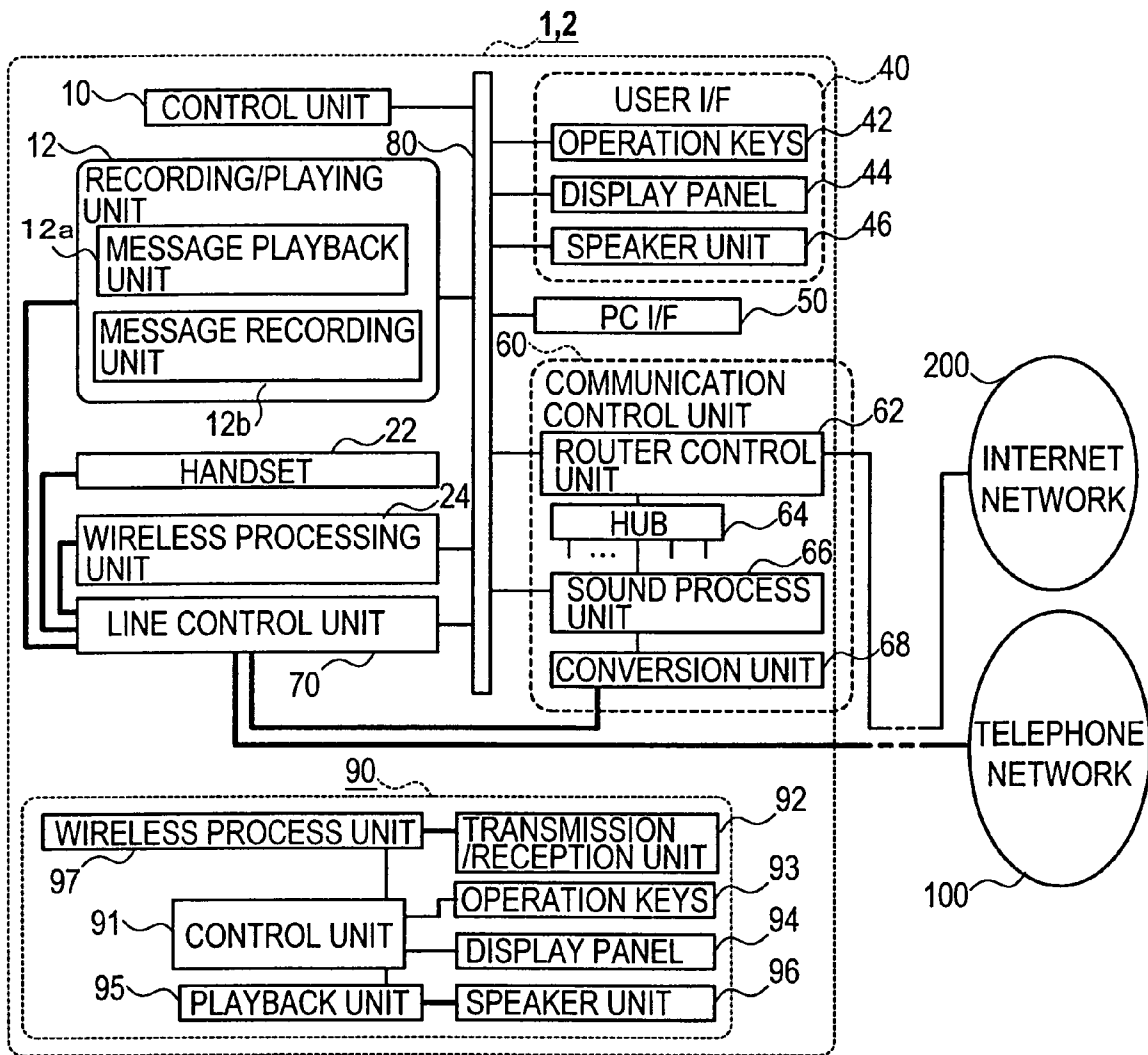 1,2
10
CONTROL UNIT
12
RECORDING/PLAYING
UNIT
12a
MESSAGE PLAYBACK
UNIT
MESSAGE RECORDING
UNIT
12b
22
HANDSET
24
WIRELESS PROCESSING
UNIT
LINE CONTROL UNIT
70
80
40
USER I/F
42
OPERATION KEYS
44
DISPLAY PANEL
46
SPEAKER UNIT
50
PC I/F
60
COMMUNICATION
CONTROL UNIT
62
ROUTER CONTROL
UNIT
HUB
64
...
66
SOUND PROCESS
UNIT
68
CONVERSION UNIT
200
INTERNET
NETWORK
TELEPHONE
NETWORK
100
90
WIRELESS PROCESS UNIT
97
92
TRANSMISSION
/RECEPTION UNIT
93
OPERATION KEYS
91
CONTROL UNIT
94
DISPLAY PANEL
95
PLAYBACK UNIT
96
SPEAKER UNIT